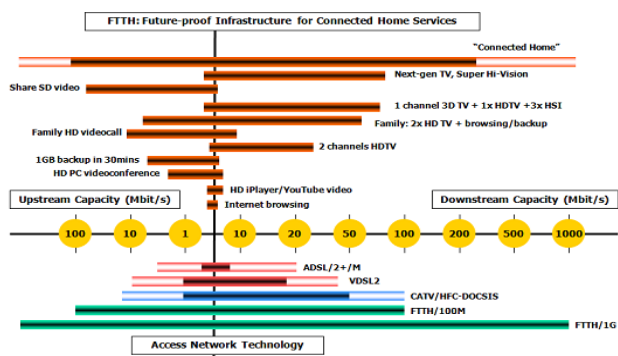 FTTH: Future-proof Infrastructure for Connected Home Services
"Connected Home"
Next-gen TV, Super Hi-Vision
Share SD video
1 channel 3D TV + 1x HDTV +3x HSI
Family: 2x HD TV + browsing/backup
Family HD videocall
2 channels HDTV
1GB backup in 30mins
HD PC videoconference
HD iPlayer/YouTube video
Upstream Capacity (Mbit/s)
Internet browsing
Downstream Capacity (Mbit/s)
100 10 1 10 20 50 100 200 500 1000
ADSL/2+/M
VDSL2
CATV/HFC-DOCSIS
FTTH/100M
FTTH/1G
Access Network Technology